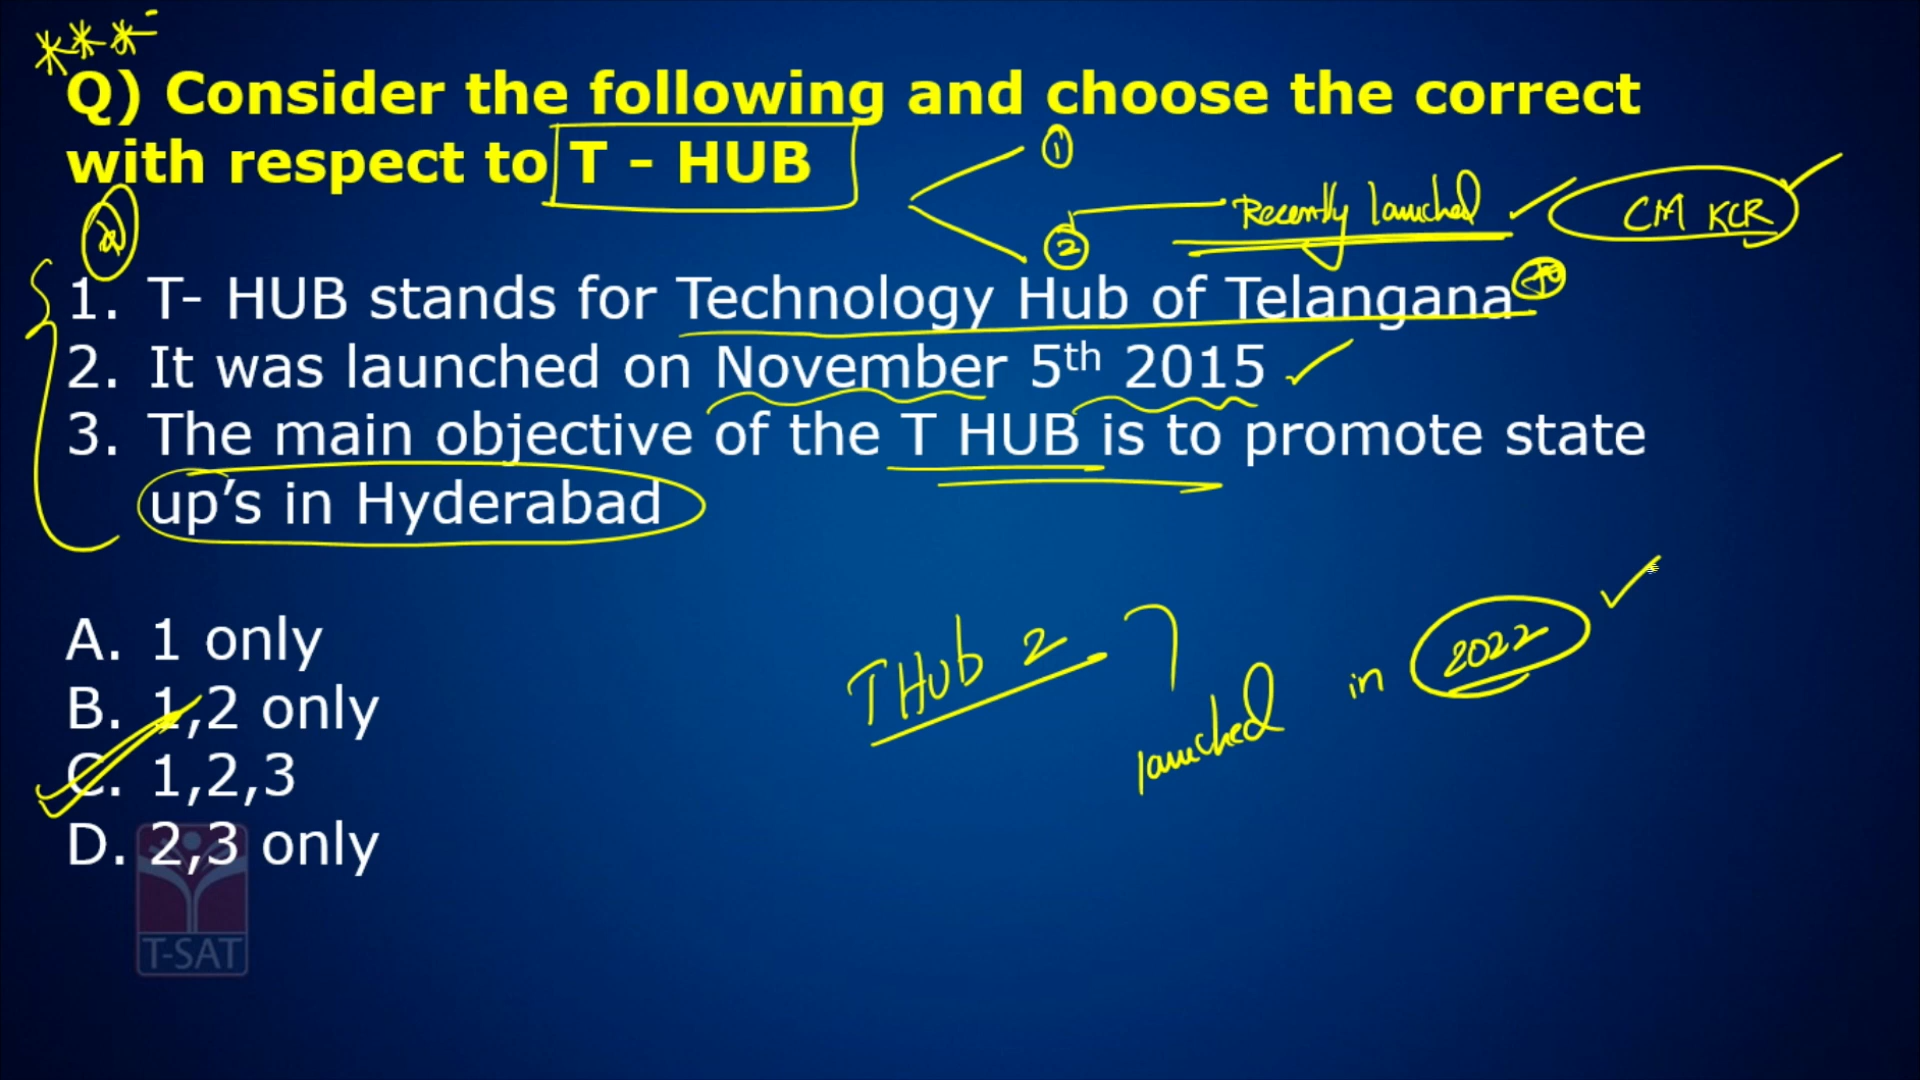 ***
Q) Consider the following and choose the correct
with respect to T - HUB
1
2 Recently launched CM KCR
1. T- HUB stands for Technology Hub of Telangana
2. It was launched on November 5th 2015
3. The main objective of the T HUB is to promote state
up’s in Hyderabad
A. 1 only
B. 1,2 only
C. 1,2,3
D. 2,3 only
T Hub 2 launched in 2022
T-SAT